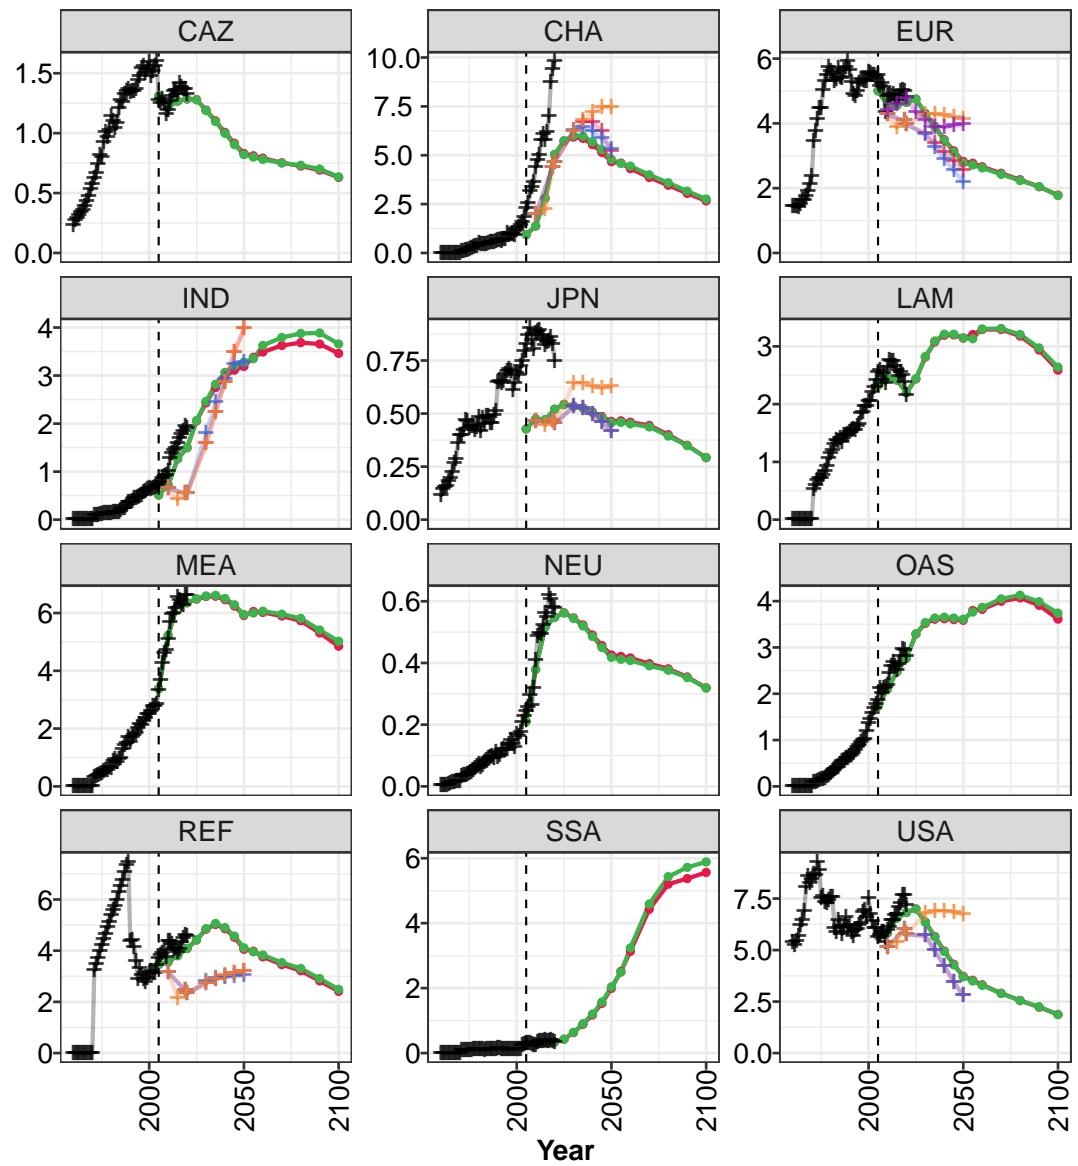 CAZ CHA EUR
1.5 10.0 6
1.0 7.5 4
0.5 5.0 2
0.0 2.5 0
0.0
IND JPN LAM
4 0.75 3
3 0.50 2
2 0.25 1
1 0.00 0
0
MEA NEU OAS
6 0.6 4
4 0.4 3
2 0.2 2
0 0.0 1
0
REF SSA USA
6 6 7.5
4 4 5.0
2 2 2.5
0 0 0.0
2000 2050 2100 2000 2050 2100 2000 2050 2100
Year